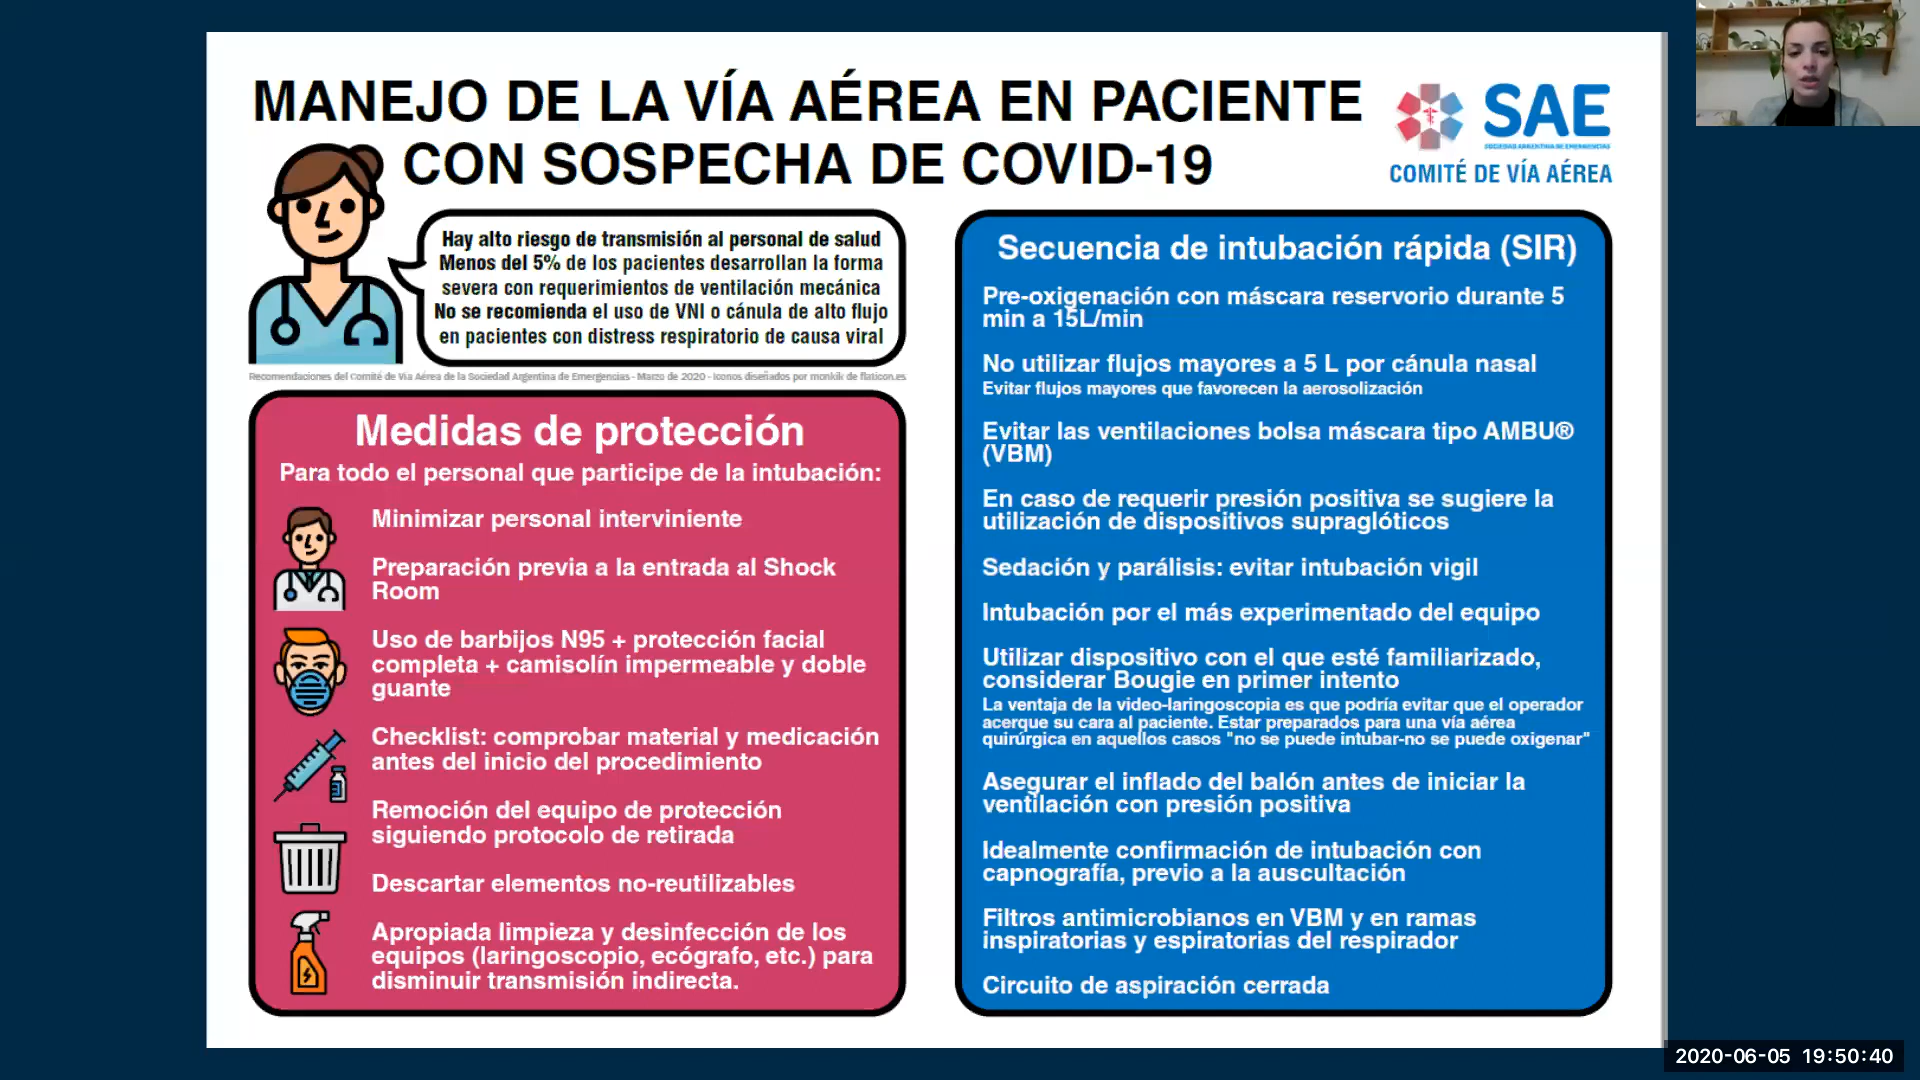 MANEJO DE LA VÍA AÉREA EN PACIENTE
CON SOSPECHA DE COVID-19
SAE
SOCIEDAD ARGENTINA DE EMERGENCIAS
COMITÉ DE VÍA AÉREA
Hay alto riesgo de transmisión al personal de salud
Menos del 5% de los pacientes desarrollan la forma
severa con requerimientos de ventilación mecánica
No se recomienda el uso de VNI o cánula de alto flujo
en pacientes con distress respiratorio de causa viral
Recomendaciones del Comité de Vía Aérea de la Sociedad Argentina de Emergencias - Marzo de 2020 - Iconos diseñados por monkik de flaticon.es
Medidas de protección
Para todo el personal que participe de la intubación:
Minimizar personal interviniente
Preparación previa a la entrada al Shock
Room
Uso de barbijos N95 + protección facial
completa + camisolín impermeable y doble
guante
Checklist: comprobar material y medicación
antes del inicio del procedimiento
Remoción del equipo de protección
siguiendo protocolo de retirada
Descartar elementos no-reutilizables
Apropiada limpieza y desinfección de los
equipos (laringoscopio, ecógrafo, etc.) para
disminuir transmisión indirecta.
Secuencia de intubación rápida (SIR)
Pre-oxigenación con máscara reservorio durante 5
min a 15L/min
No utilizar flujos mayores a 5 L por cánula nasal
Evitar flujos mayores que favorecen la aerosolización
Evitar las ventilaciones bolsa máscara tipo AMBU®
(VBM)
En caso de requerir presión positiva se sugiere la
utilización de dispositivos supraglóticos
Sedación y parálisis: evitar intubación vigil
Intubación por el más experimentado del equipo
Utilizar dispositivo con el que esté familiarizado,
considerar Bougie en primer intento
La ventaja de la video-laringoscopia es que podría evitar que el operador
acerque su cara al paciente. Estar preparados para una vía aérea
quirúrgica en aquellos casos "no se puede intubar-no se puede oxigenar"
Asegurar el inflado del balón antes de iniciar la
ventilación con presión positiva
Idealmente confirmación de intubación con
capnografía, previo a la auscultación
Filtros antimicrobianos en VBM y en ramas
inspiratorias y espiratorias del respirador
Circuito de aspiración cerrada
2020-06-05 19:50:40